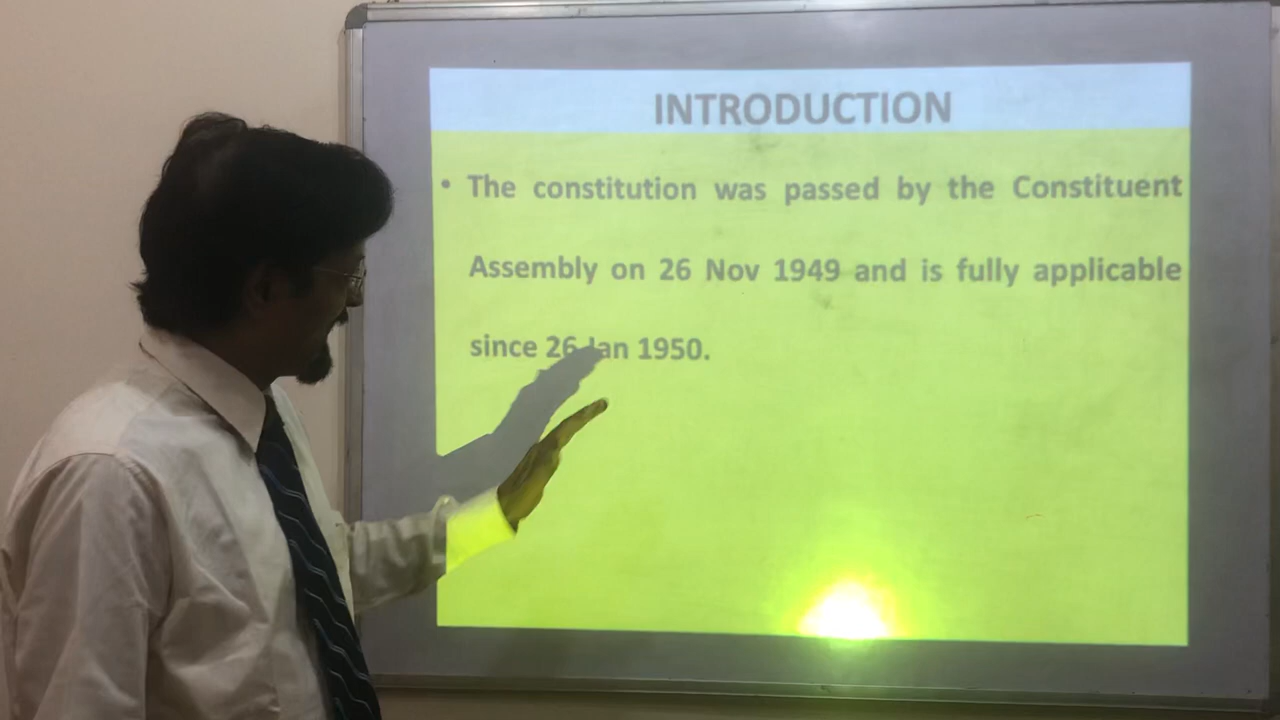 INTRODUCTION
• The constitution was passed by the Constituent
Assembly on 26 Nov 1949 and is fully applicable
since 26 Jan 1950.